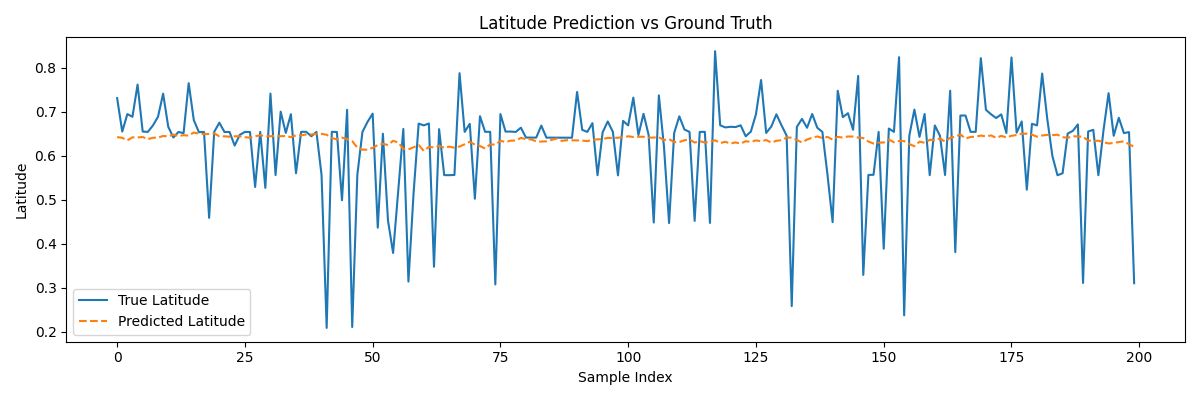 Latitude Prediction vs Ground Truth
Latitude
0.8
0.7
0.6
0.5
0.4
0.3
0.2
True Latitude
Predicted Latitude
0 25 50 75 100 125 150 175 200
Sample Index